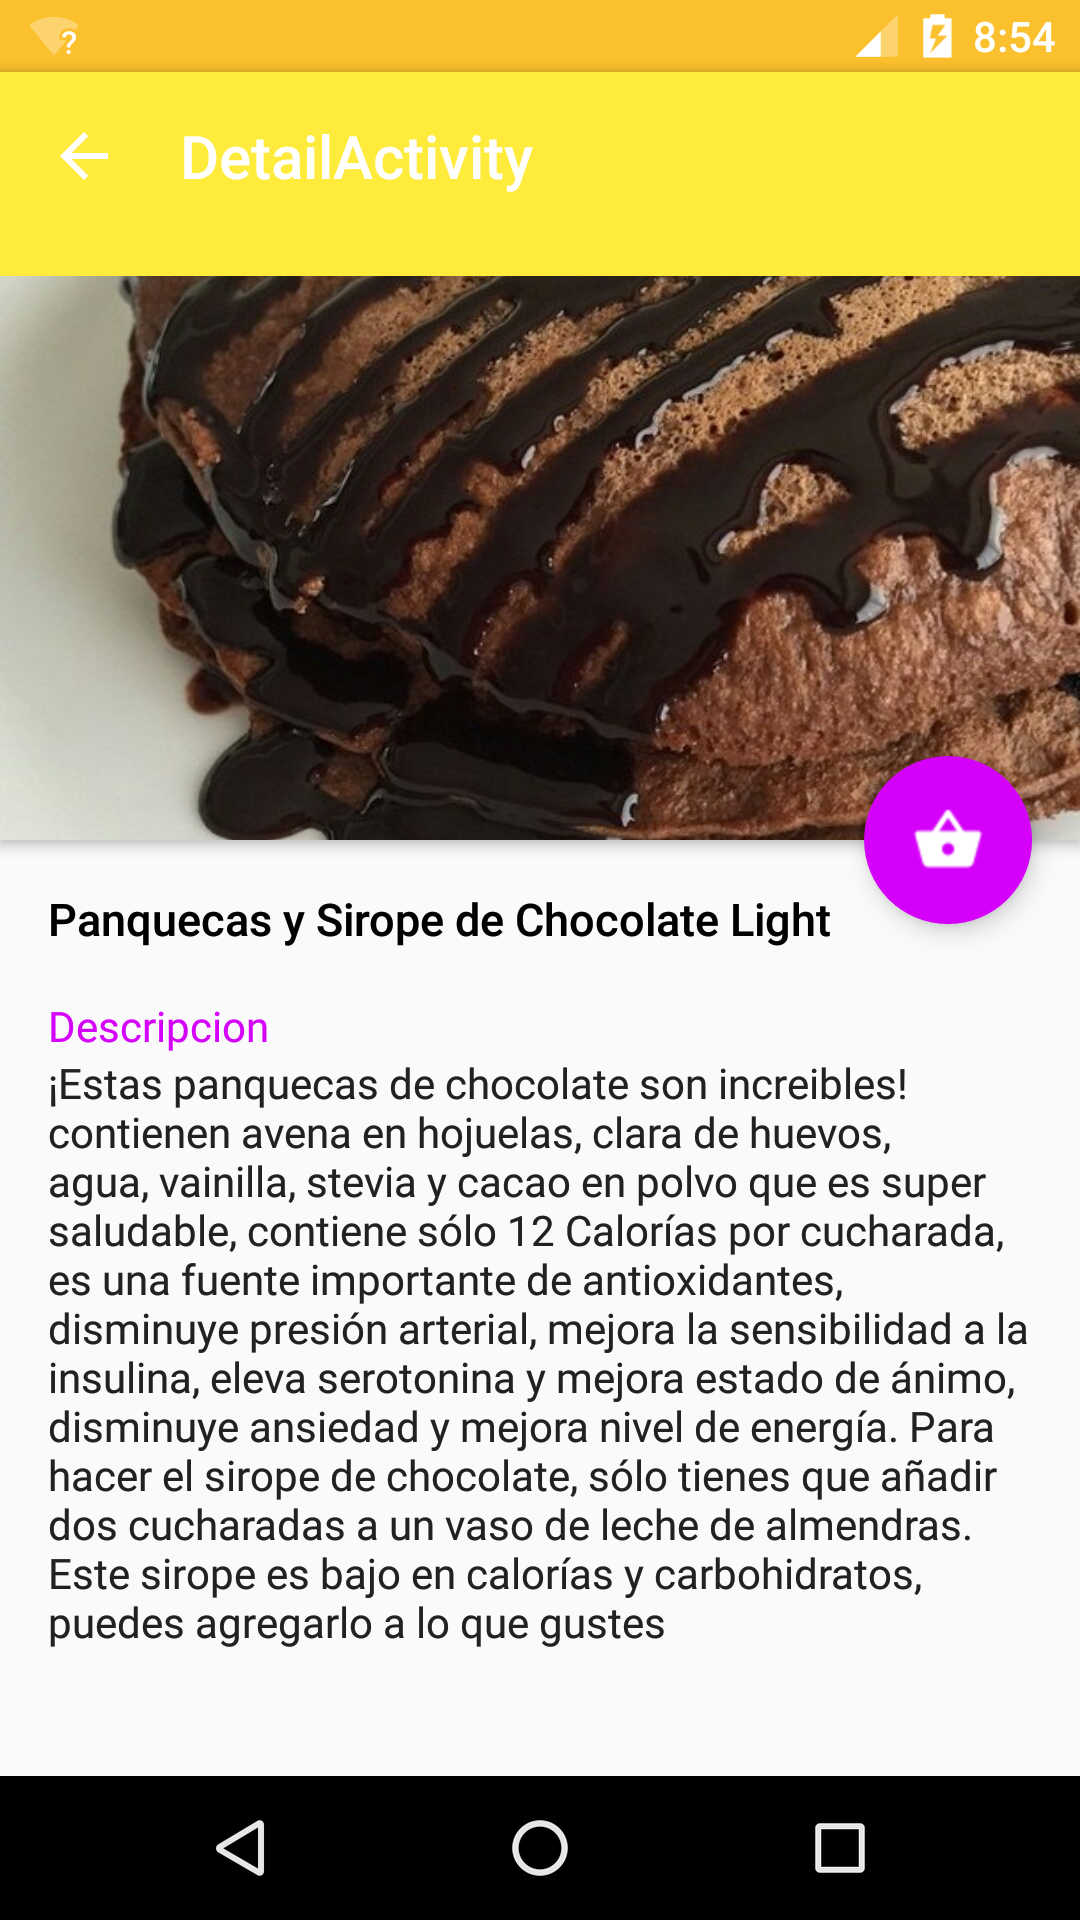 ?
8:54
DetailActivity
Panquecas y Sirope de Chocolate Light
Descripcion
¡Estas panquecas de chocolate son increibles!
contienen avena en hojuelas, clara de huevos,
agua, vainilla, stevia y cacao en polvo que es super
saludable, contiene sólo 12 Calorías por cucharada,
es una fuente importante de antioxidantes,
disminuye presión arterial, mejora la sensibilidad a la
insulina, eleva serotonina y mejora estado de ánimo,
disminuye ansiedad y mejora nivel de energía. Para
hacer el sirope de chocolate, sólo tienes que añadir
dos cucharadas a un vaso de leche de almendras.
Este sirope es bajo en calorías y carbohidratos,
puedes agregarlo a lo que gustes